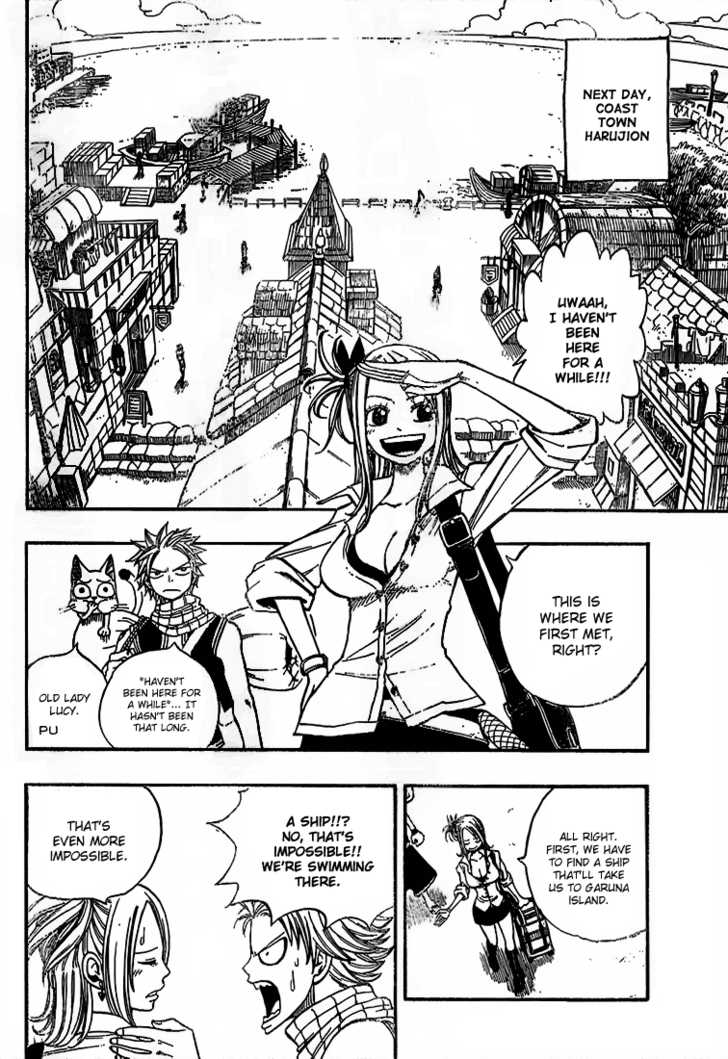 NEXT DAY,
COAST
TOWN
HARUJION
UWAAH,
I HAVEN'T
BEEN
HERE
FOR A
WHILE!!!
THIS IS
WHERE WE
FIRST MET,
RIGHT?
"HAVEN'T
BEEN HERE FOR
A WHILE"... IT
HASN'T BEEN
THAT LONG.
OLD LADY
LUCY.
PU
ALL RIGHT.
FIRST, WE HAVE
TO FIND A SHIP
THAT'LL TAKE
US TO GARUNA
ISLAND.
A SHIP!!?
NO, THAT'S
IMPOSSIBLE!!
WE'RE SWIMMING
THERE.
THAT'S
EVEN MORE
IMPOSSIBLE.